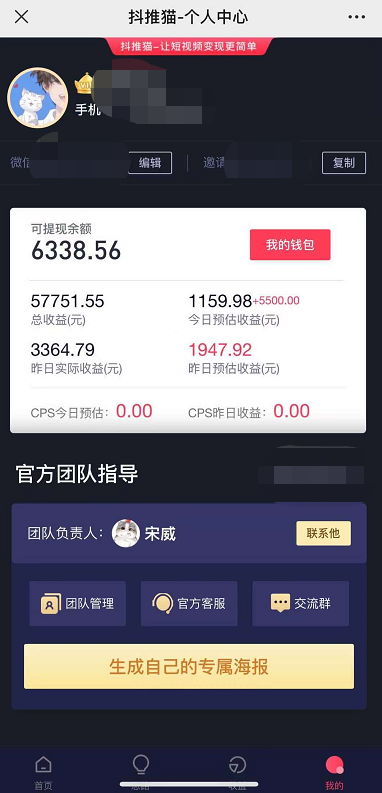 抖推猫-个人中心
抖推猫-让短视频变现更简单
手机
微信
编辑
邀请
复制
可提现余额
6338.56
我的钱包
57751.55
总收益(元)
1159.98+5500.00
今日预估收益(元)
3364.79
昨日实际收益(元)
1947.92
昨日预估收益(元)
CPS今日预估：0.00
CPS昨日收益：0.00
官方团队指导
团队负责人：
宋威
联系他
团队管理
官方客服
交流群
生成自己的专属海报
首页
收益
我的